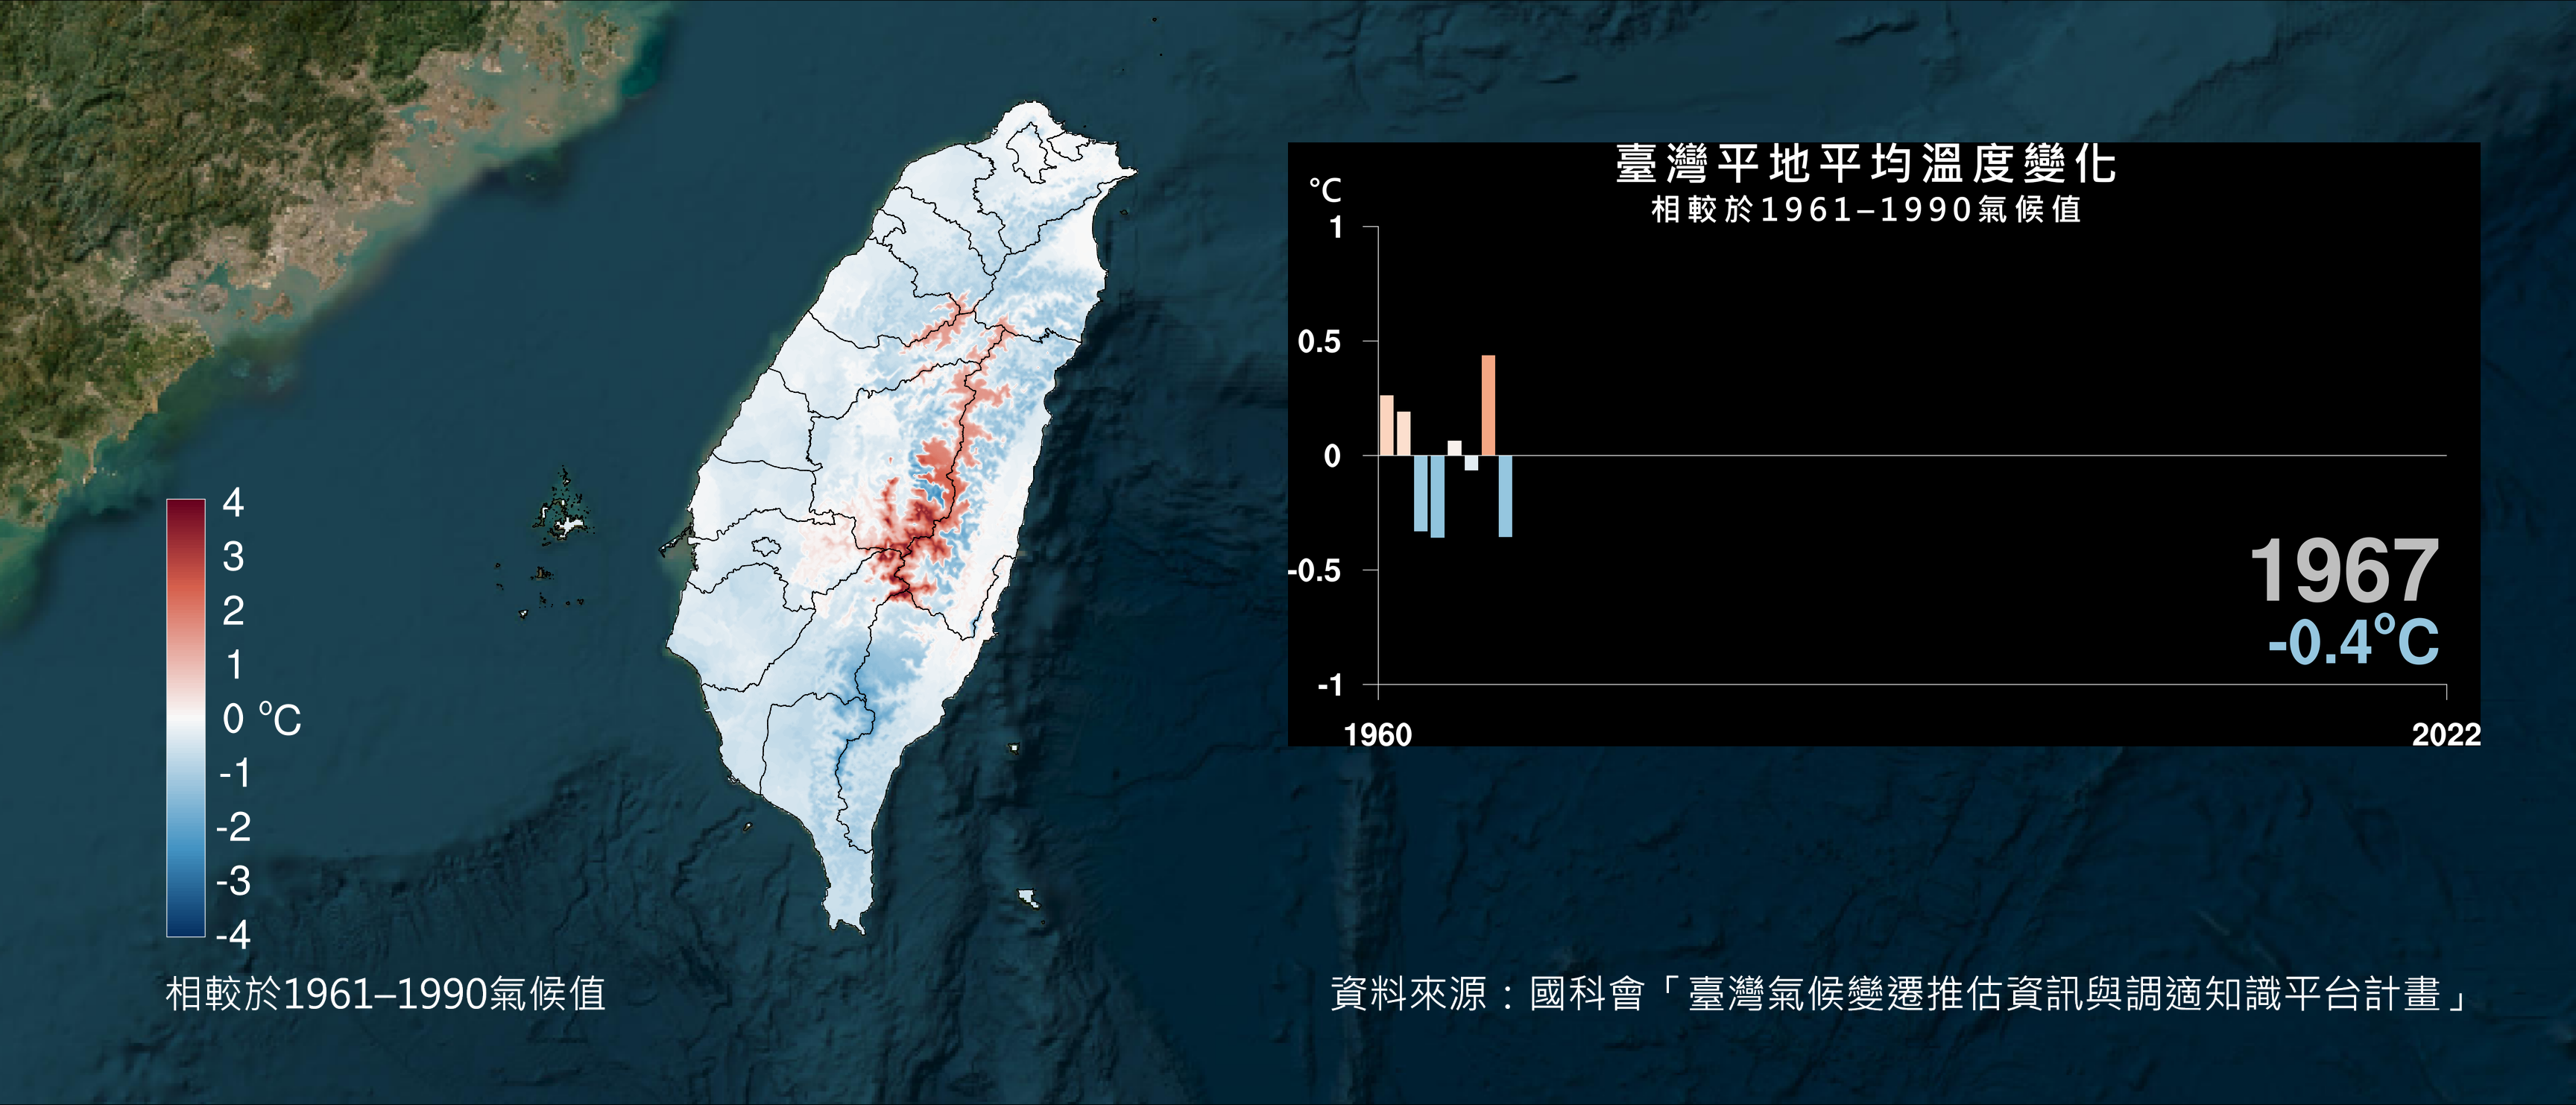 臺灣平地平均溫度變化
相較於1961–1990氣候值
°C
1
0.5
0
-0.5
-1
1960
2022
1967
-0.4°C
4
3
2
1
0 °C
-1
-2
-3
-4
相較於1961–1990氣候值
資料來源：國科會「臺灣氣候變遷推估資訊與調適知識平台計畫」